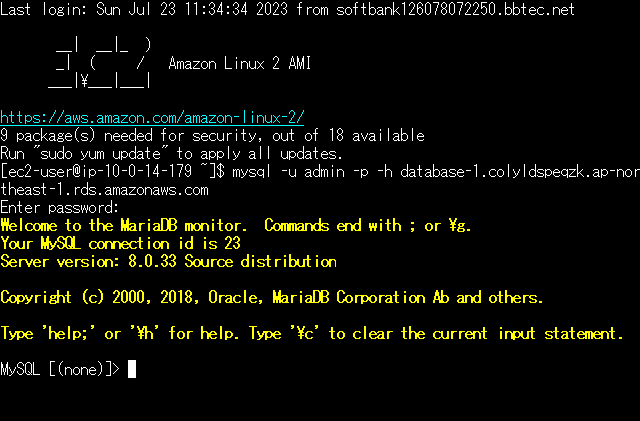 Last login: Sun Jul 23 11:34:34 2023 from softbank126078072250.bbtec.net
       __|  __|_  )
       _|  (     /   Amazon Linux 2 AMI
      ___|¥___|___|
https://aws.amazon.com/amazon-linux-2/
9 package(s) needed for security, out of 18 available
Run "sudo yum update" to apply all updates.
[ec2-user@ip-10-0-14-179 ~]$ mysql -u admin -p -h database-1.colyldspeqzk.ap-nor
theast-1.rds.amazonaws.com
Enter password:
Welcome to the MariaDB monitor.  Commands end with ; or ¥g.
Your MySQL connection id is 23
Server version: 8.0.33 Source distribution
Copyright (c) 2000, 2018, Oracle, MariaDB Corporation Ab and others.
Type 'help;' or '¥h' for help. Type '¥c' to clear the current input statement.
MySQL [(none)]>